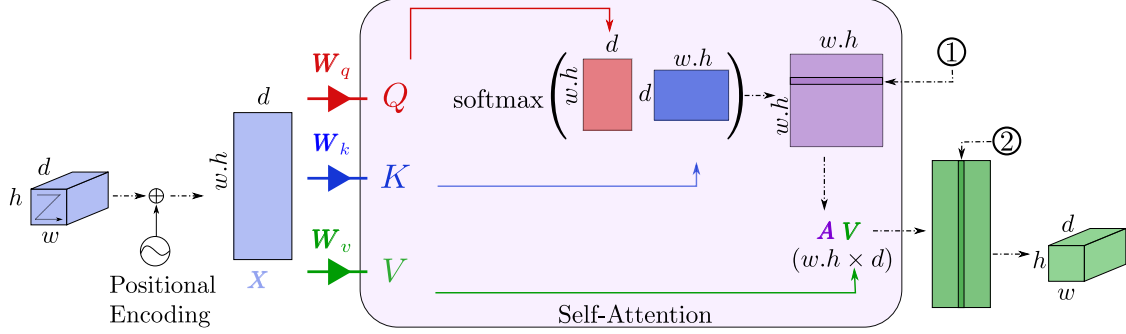 d
h
w
Positional
Encoding
d
w.h
X
W_q
W_k
W_v
Q
K
V
softmax(
d
w.h
d
w.h
)
w.h
w.h
1
A V
(w.h × d)
Self-Attention
2
d
h
w